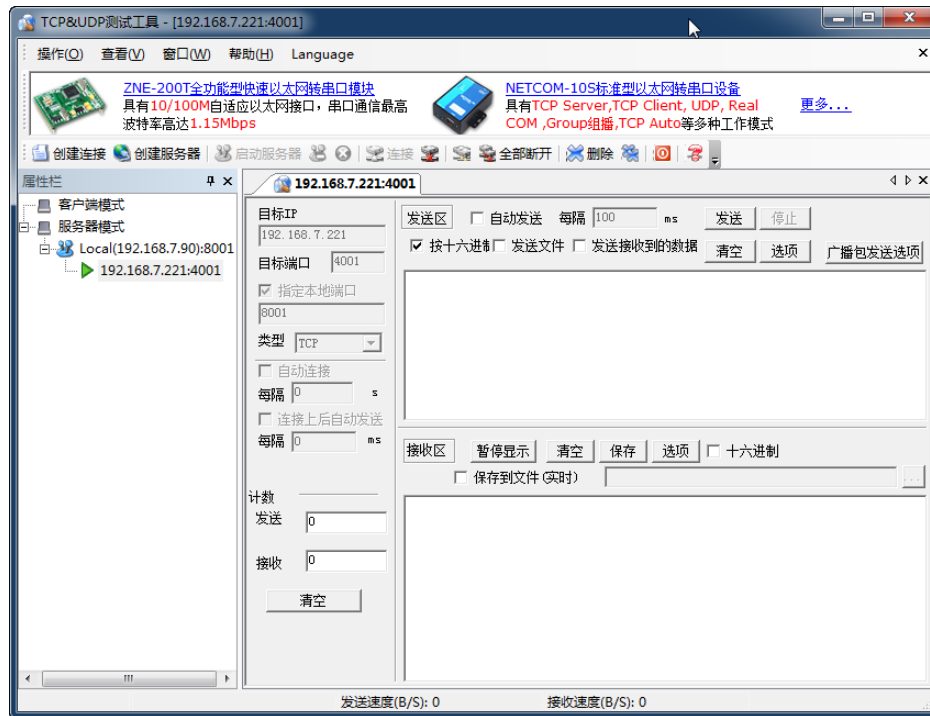 TCP&UDP测试工具 - [192.168.7.221:4001]
操作(O) 查看(V) 窗口(W) 帮助(H) Language
ZNE-200T全功能型快速以太网转串口模块
具有10/100M自适应以太网接口，串口通信最高
波特率高达1.15Mbps
NETCOM-10S标准型以太网转串口设备
具有TCP Server,TCP Client, UDP, Real
COM ,Group组播,TCP Auto等多种工作模式
更多...
创建连接 创建服务器 启动服务器 连接 全部断开 删除
属性栏
客户端模式
服务器模式
Local(192.168.7.90):8001
192.168.7.221:4001
192.168.7.221:4001
目标IP
192.168.7.221
目标端口 4001
指定本地端口
8001
类型 TCP
自动连接
每隔 0 s
连接上后自动发送
每隔 0 ms
计数
发送 0
接收 0
清空
发送区 自动发送 每隔 100 ms 发送 停止
按十六进制 发送文件 发送接收到的数据 清空 选项 广播包发送选项
接收区 暂停显示 清空 保存 选项 十六进制
保存到文件(实时) ...
发送速度(B/S): 0 接收速度(B/S): 0